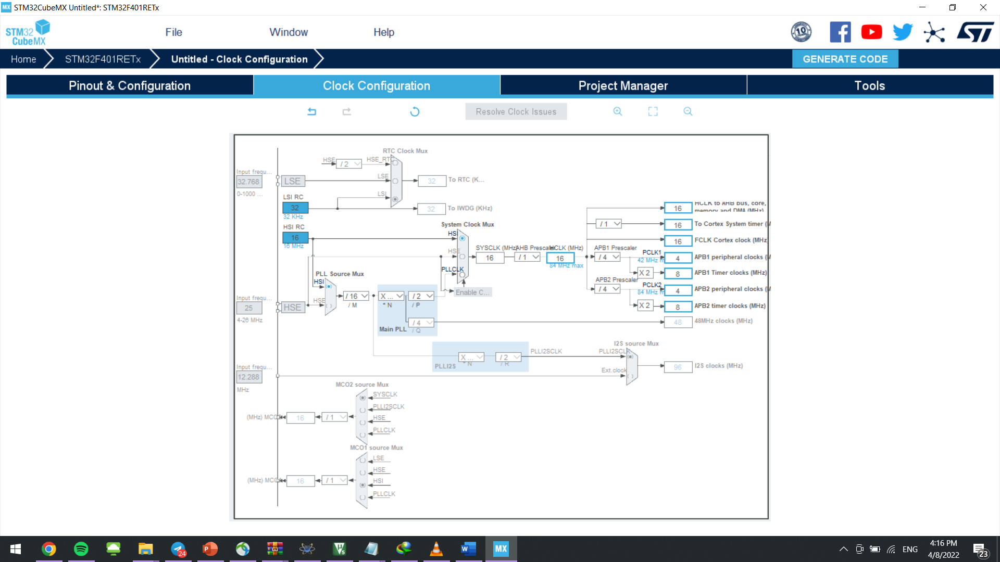 MX STM32CubeMX Untitled*: STM32F401RETx
STM32
CubeMX
File
Window
Help
10
ST
Home
STM32F401RETx
Untitled - Clock Configuration
GENERATE CODE
Pinout & Configuration
Clock Configuration
Project Manager
Tools
Resolve Clock Issues
RTC Clock Mux
HSE
/ 2
HSE_RTC
Input frequ...
32.768
0-1000 ...
LSE
LSE
32
To RTC (K...
LSI RC
32
32 KHz
LSI
32
To IWDG (KHz)
HSI RC
16
16 MHz
System Clock Mux
HSI
HSE
PLLCLK
SYSCLK (MHz)
16
AHB Prescaler
/ 1
HCLK (MHz)
16
84 MHz max
Enable C...
16
HCLK to AHB bus, core,
memory and DMA (MHz)
/ 1
16
To Cortex System timer (M
16
FCLK Cortex clock (MHz
APB1 Prescaler
/ 4
PCLK1
42 MHz m
4
APB1 peripheral clocks (M
X 2
8
APB1 Timer clocks (MHz)
APB2 Prescaler
/ 4
PCLK2
84 MHz m
4
APB2 peripheral clocks (M
X 2
8
APB2 timer clocks (MHz)
48
48MHz clocks (MHz)
PLL Source Mux
HSI
HSE
Input frequ...
25
4-26 MHz
HSE
/ 16
/ M
X ...
* N
/ 2
/ P
/ 4
/ Q
Main PLL
PLLI2S
X ...
* N
/ 2
/ R
PLLI2SCLK
I2S source Mux
PLLI2SCLK
Ext.clock
96
I2S clocks (MHz)
Input frequ...
12.288
MHz
MCO2 source Mux
SYSCLK
PLLI2SCLK
HSE
PLLCLK
(MHz) MCO2
16
/ 1
MCO1 source Mux
LSE
HSE
HSI
PLLCLK
(MHz) MCO1
16
/ 1
24
MX
ENG
4:16 PM
4/8/2022
23